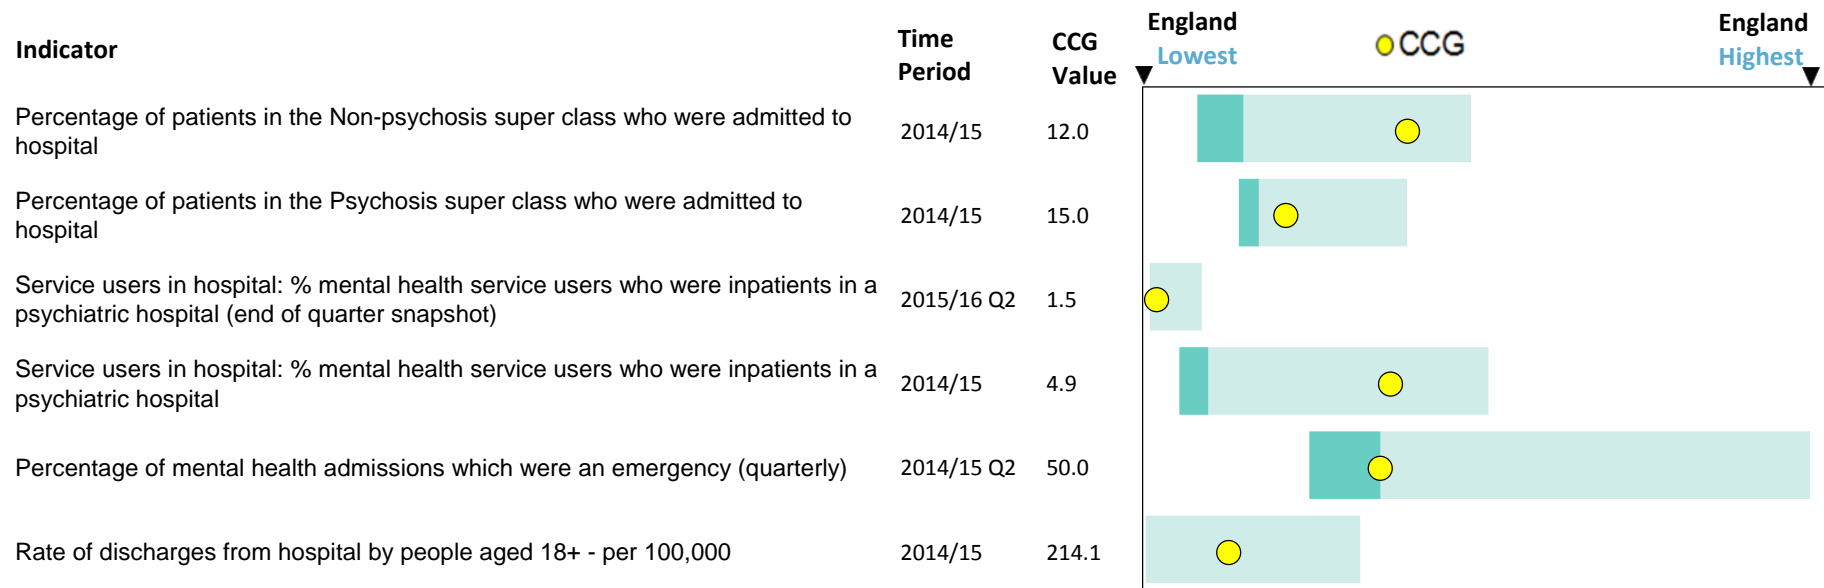 Indicator
Time
Period
CCG
Value
England
Lowest
CCG
England
Highest
Percentage of patients in the Non-psychosis super class who were admitted to
hospital
2014/15
12.0
Percentage of patients in the Psychosis super class who were admitted to
hospital
2014/15
15.0
Service users in hospital: % mental health service users who were inpatients in a
psychiatric hospital (end of quarter snapshot)
2015/16 Q2
1.5
Service users in hospital: % mental health service users who were inpatients in a
psychiatric hospital
2014/15
4.9
Percentage of mental health admissions which were an emergency (quarterly)
2014/15 Q2
50.0
Rate of discharges from hospital by people aged 18+ - per 100,000
2014/15
214.1